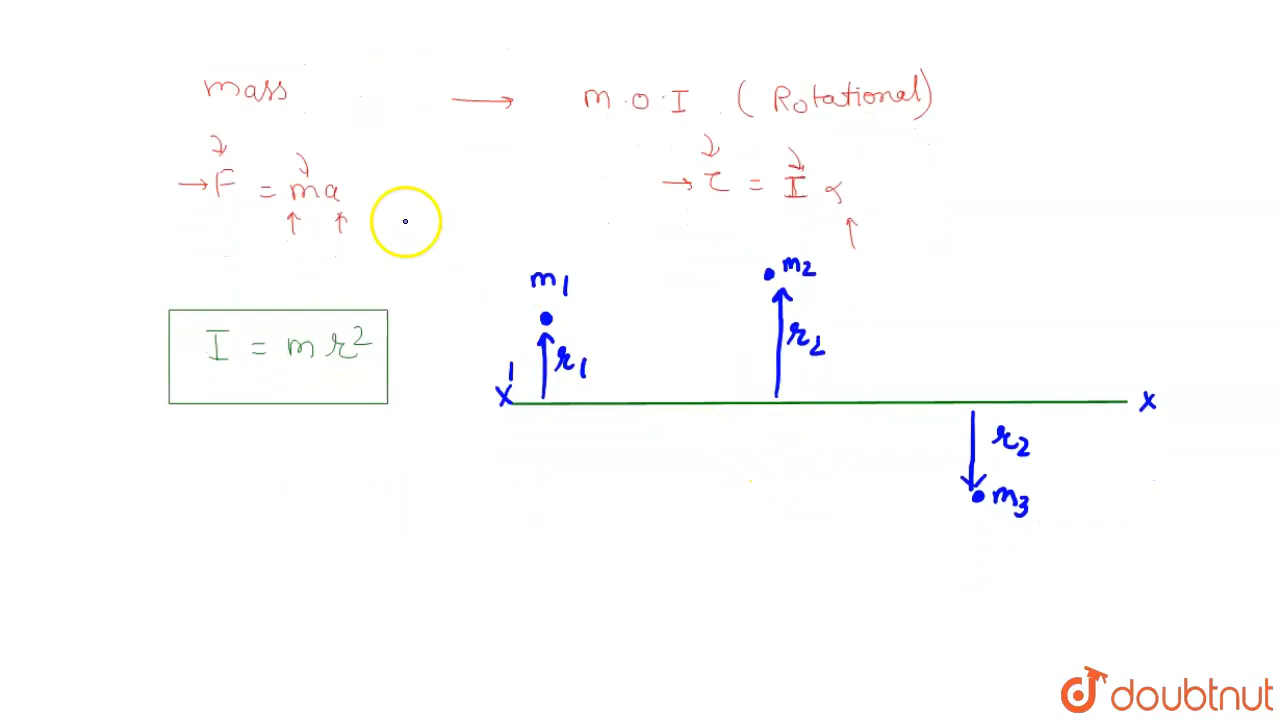 mass → m.o.I (Rotational)
→ F = ma → τ = I α
m1 m2
I = mr²
r1 r2
x' x
r2
m3
doubtnut